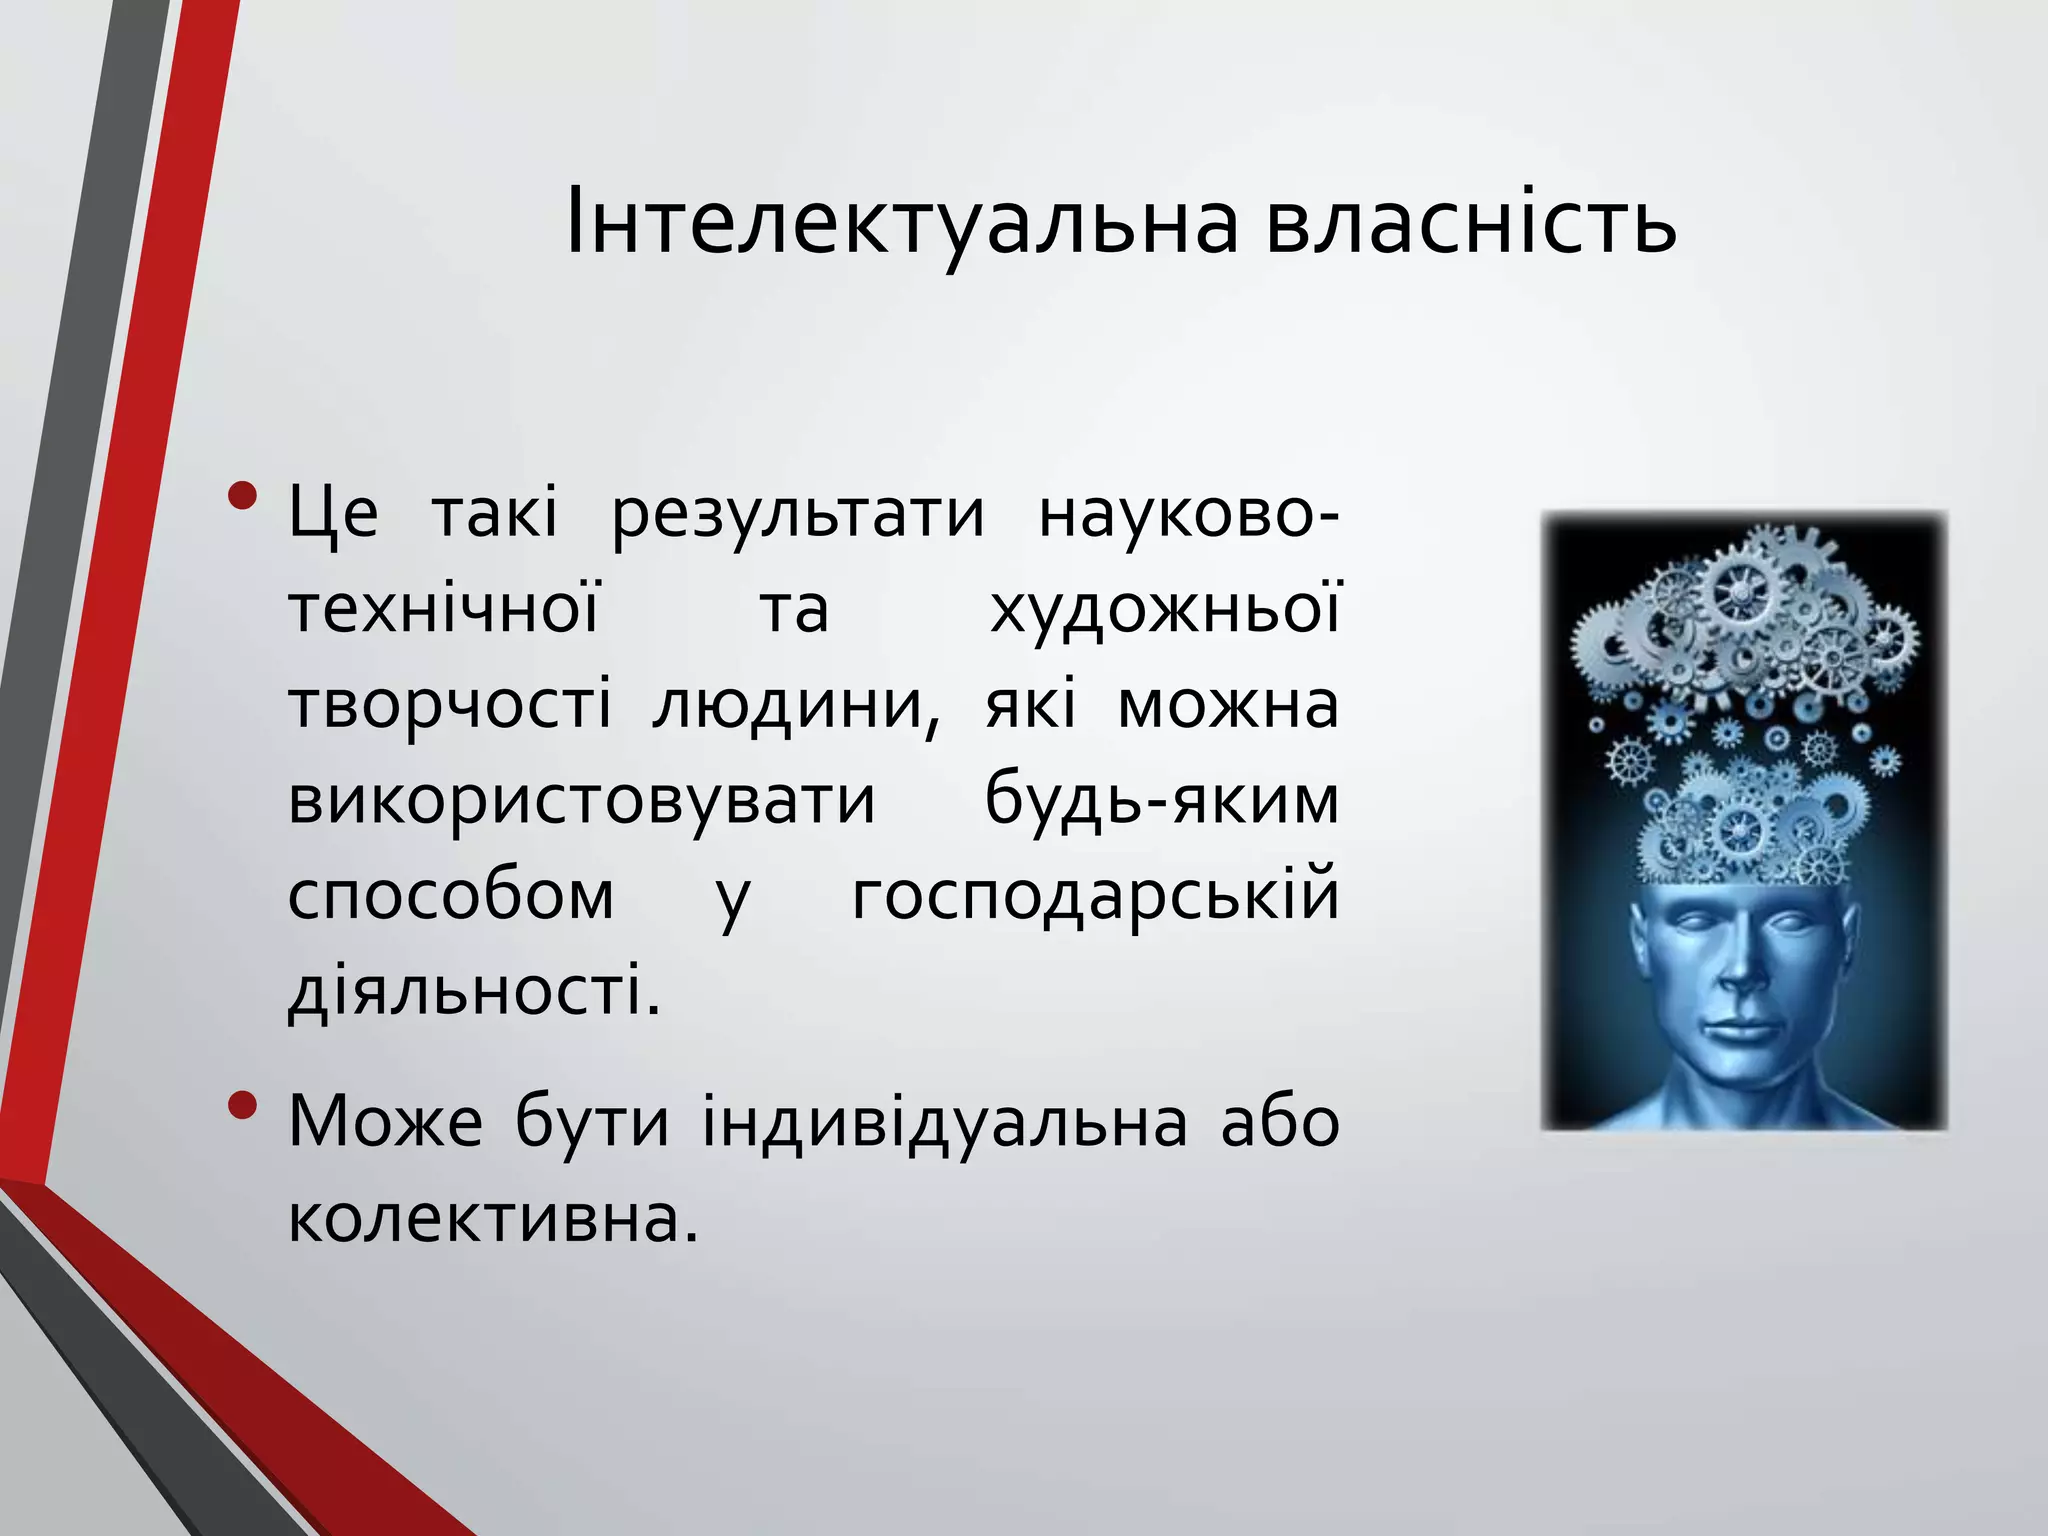 Інтелектуальна власність
• Це такі результати науково-
технічної та художньої
творчості людини, які можна
використовувати будь-яким
способом у господарській
діяльності.
• Може бути індивідуальна або
колективна.